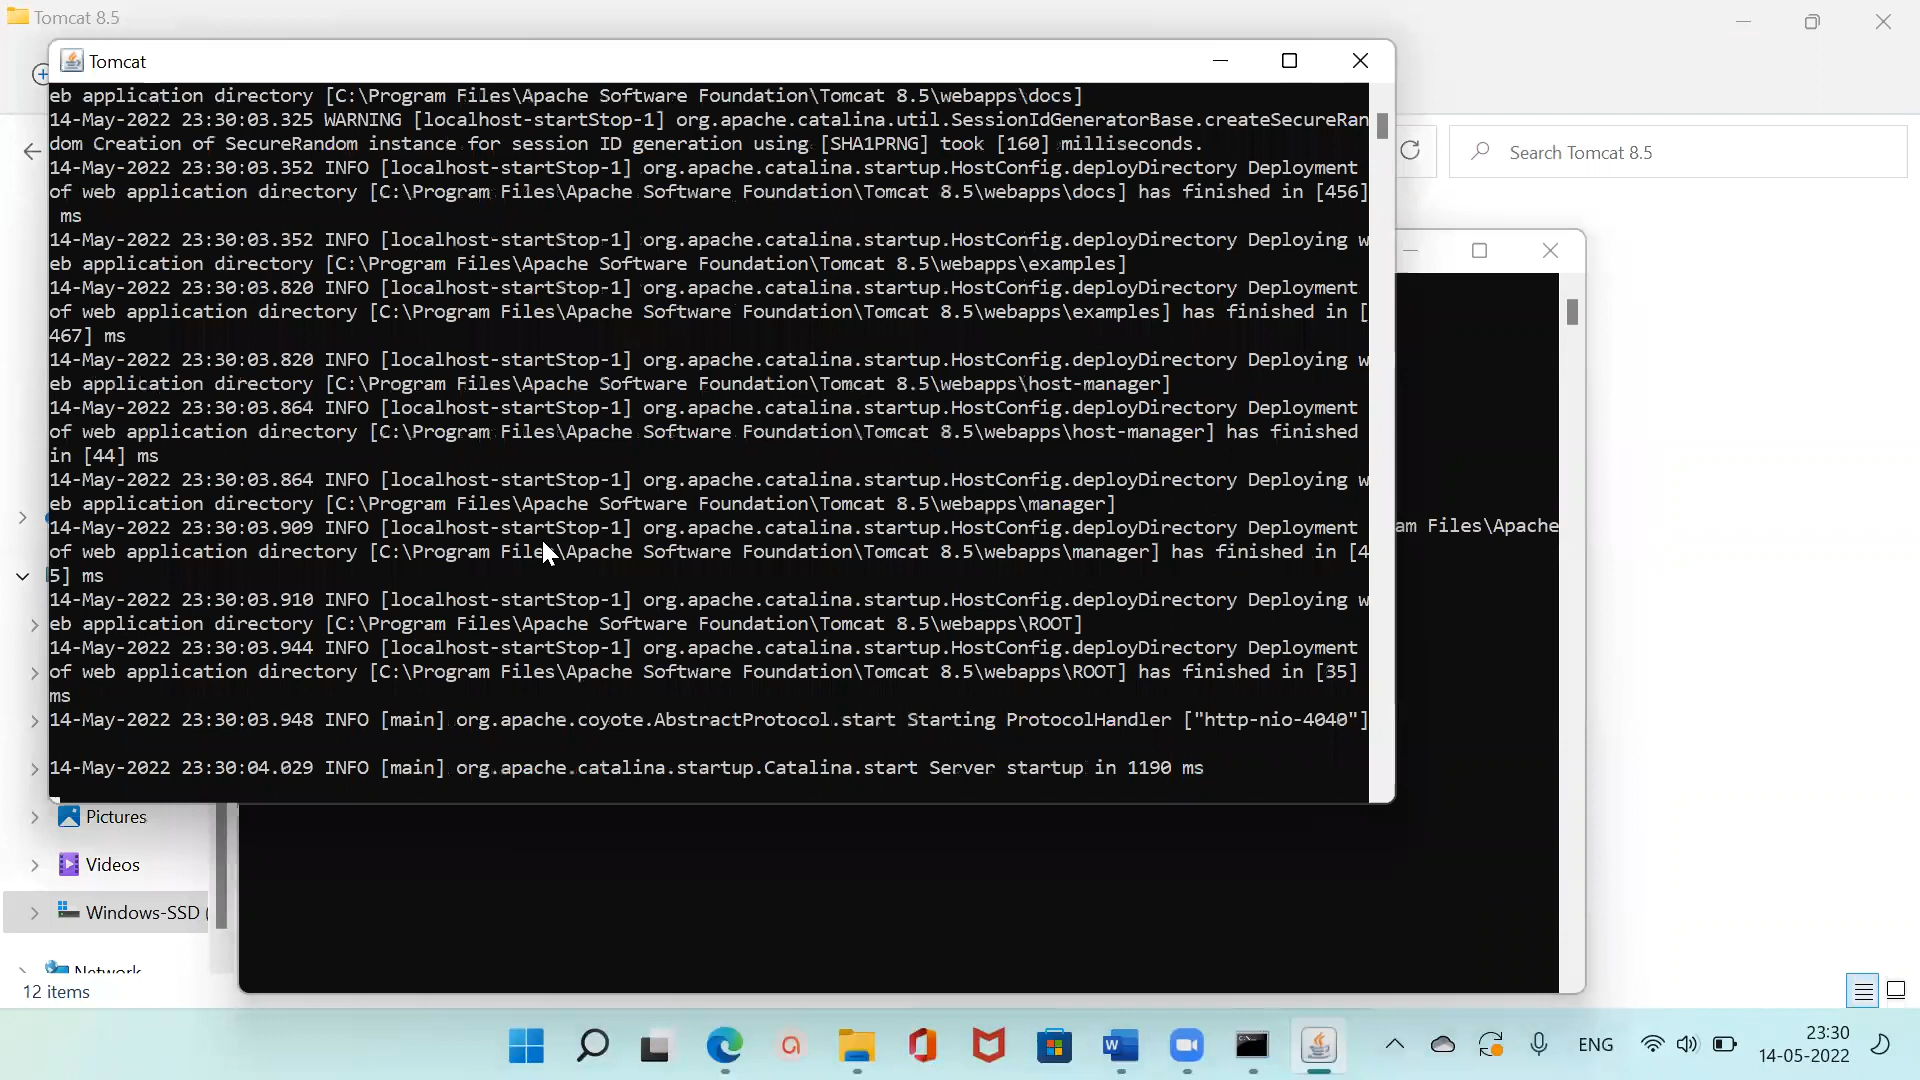 Tomcat 8.5
Tomcat
eb application directory [C:\Program Files\Apache Software Foundation\Tomcat 8.5\webapps\docs]
14-May-2022 23:30:03.325 WARNING [localhost-startStop-1] org.apache.catalina.util.SessionIdGeneratorBase.createSecureRan
dom Creation of SecureRandom instance for session ID generation using [SHA1PRNG] took [160] milliseconds.
14-May-2022 23:30:03.352 INFO [localhost-startStop-1] org.apache.catalina.startup.HostConfig.deployDirectory Deployment
of web application directory [C:\Program Files\Apache Software Foundation\Tomcat 8.5\webapps\docs] has finished in [456]
ms
14-May-2022 23:30:03.352 INFO [localhost-startStop-1] org.apache.catalina.startup.HostConfig.deployDirectory Deploying w
eb application directory [C:\Program Files\Apache Software Foundation\Tomcat 8.5\webapps\examples]
14-May-2022 23:30:03.820 INFO [localhost-startStop-1] org.apache.catalina.startup.HostConfig.deployDirectory Deployment
of web application directory [C:\Program Files\Apache Software Foundation\Tomcat 8.5\webapps\examples] has finished in [
467] ms
14-May-2022 23:30:03.820 INFO [localhost-startStop-1] org.apache.catalina.startup.HostConfig.deployDirectory Deploying w
eb application directory [C:\Program Files\Apache Software Foundation\Tomcat 8.5\webapps\host-manager]
14-May-2022 23:30:03.864 INFO [localhost-startStop-1] org.apache.catalina.startup.HostConfig.deployDirectory Deployment
of web application directory [C:\Program Files\Apache Software Foundation\Tomcat 8.5\webapps\host-manager] has finished
in [44] ms
14-May-2022 23:30:03.864 INFO [localhost-startStop-1] org.apache.catalina.startup.HostConfig.deployDirectory Deploying w
eb application directory [C:\Program Files\Apache Software Foundation\Tomcat 8.5\webapps\manager]
14-May-2022 23:30:03.909 INFO [localhost-startStop-1] org.apache.catalina.startup.HostConfig.deployDirectory Deployment
of web application directory [C:\Program Files\Apache Software Foundation\Tomcat 8.5\webapps\manager] has finished in [4
5] ms
14-May-2022 23:30:03.910 INFO [localhost-startStop-1] org.apache.catalina.startup.HostConfig.deployDirectory Deploying w
eb application directory [C:\Program Files\Apache Software Foundation\Tomcat 8.5\webapps\ROOT]
14-May-2022 23:30:03.944 INFO [localhost-startStop-1] org.apache.catalina.startup.HostConfig.deployDirectory Deployment
of web application directory [C:\Program Files\Apache Software Foundation\Tomcat 8.5\webapps\ROOT] has finished in [35]
ms
14-May-2022 23:30:03.948 INFO [main] org.apache.coyote.AbstractProtocol.start Starting ProtocolHandler ["http-nio-4040"]
14-May-2022 23:30:04.029 INFO [main] org.apache.catalina.startup.Catalina.start Server startup in 1190 ms
Search Tomcat 8.5
am Files\Apache
Pictures
Videos
Windows-SSD (
Network
12 items
ENG
23:30
14-05-2022